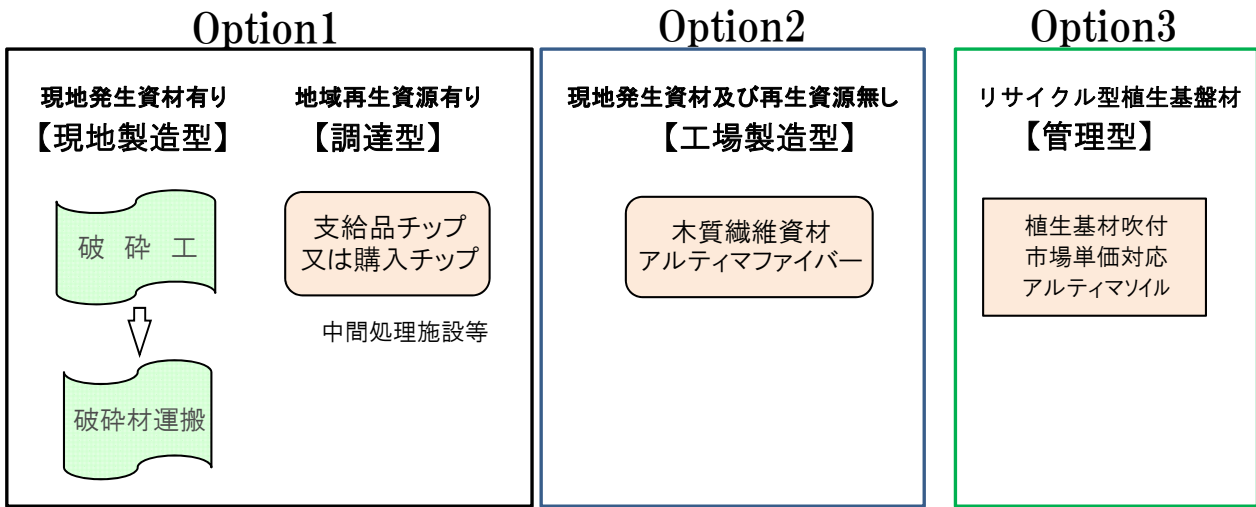 Option1
現地発生資材有り
【現地製造型】
破 砕 工
破砕材運搬
地域再生資源有り
【調達型】
支給品チップ
又は購入チップ
中間処理施設等
Option2
現地発生資材及び再生資源無し
【工場製造型】
木質繊維資材
アルティマファイバー
Option3
リサイクル型植生基盤材
【管理型】
植生基材吹付
市場単価対応
アルティマソイル